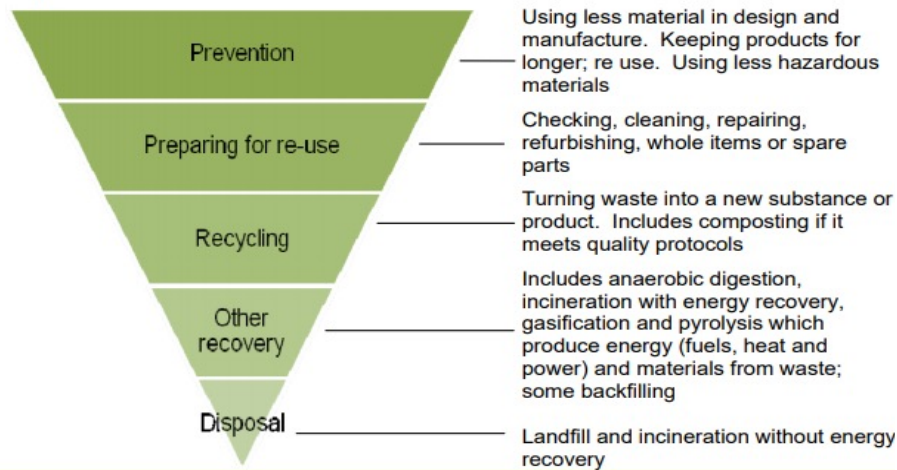 Prevention
Using less material in design and
manufacture. Keeping products for
longer; re use. Using less hazardous
materials
Preparing for re-use
Checking, cleaning, repairing,
refurbishing, whole items or spare
parts
Recycling
Turning waste into a new substance or
product. Includes composting if it
meets quality protocols
Other
recovery
Includes anaerobic digestion,
incineration with energy recovery,
gasification and pyrolysis which
produce energy (fuels, heat and
power) and materials from waste;
some backfilling
Disposal
Landfill and incineration without energy
recovery